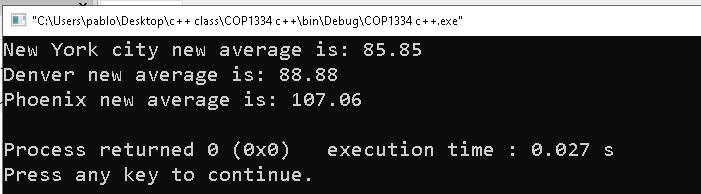 "C:\Users\pablo\Desktop\c++ class\COP1334 c++\bin\Debug\COP1334 c++.exe"
New York city new average is: 85.85
Denver new average is: 88.88
Phoenix new average is: 107.06
Process returned 0 (0x0)   execution time : 0.027 s
Press any key to continue.